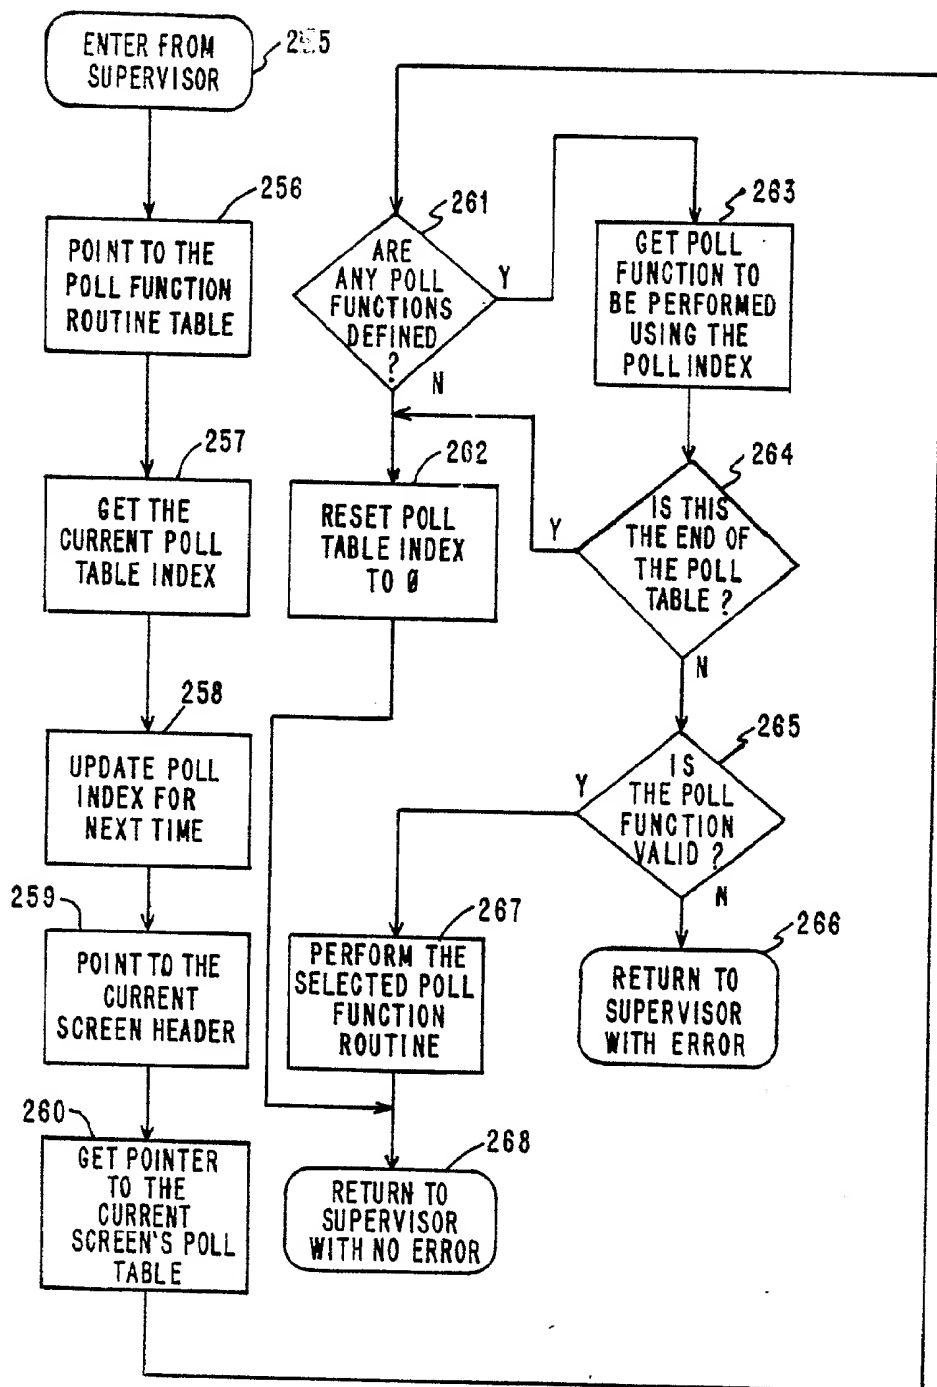 ENTER FROM
SUPERVISOR
256
POINT TO THE
POLL FUNCTION
ROUTINE TABLE
257
GET THE
CURRENT POLL
TABLE INDEX
258
UPDATE POLL
INDEX FOR
NEXT TIME
259
POINT TO THE
CURRENT
SCREEN HEADER
260
GET POINTER
TO THE
CURRENT
SCREEN'S POLL
TABLE
261
ARE
ANY POLL
FUNCTIONS
DEFINED
?
Y
N
262
RESET POLL
TABLE INDEX
TO 0
263
GET POLL
FUNCTION TO
BE PERFORMED
USING THE
POLL INDEX
264
IS THIS
THE END OF
THE POLL
TABLE ?
Y
N
265
IS
THE POLL
FUNCTION
VALID ?
Y
N
266
RETURN TO
SUPERVISOR
WITH ERROR
267
PERFORM THE
SELECTED POLL
FUNCTION
ROUTINE
268
RETURN TO
SUPERVISOR
WITH NO ERROR